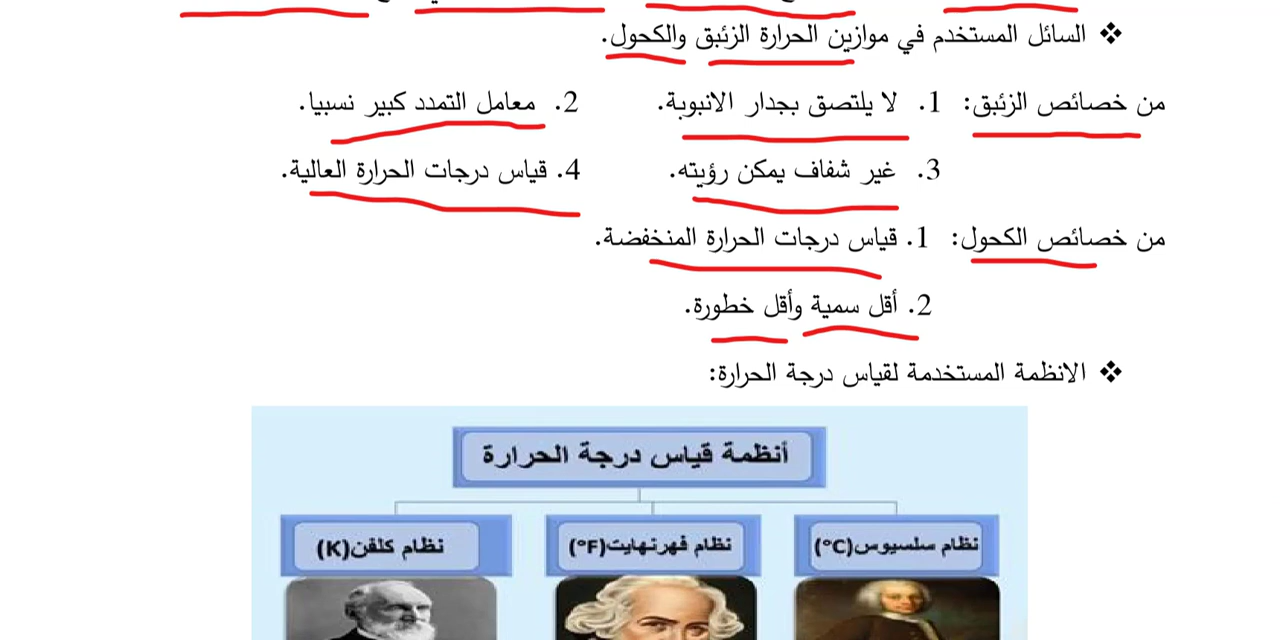 ❖ السائل المستخدم في موازين الحرارة الزئبق والكحول.
من خصائص الزئبق: 1. لا يلتصق بجدار الانبوبة. 2. معامل التمدد كبير نسبيا.
3. غير شفاف يمكن رؤيته. 4. قياس درجات الحرارة العالية.
من خصائص الكحول: 1. قياس درجات الحرارة المنخفضة.
2. أقل سمية وأقل خطورة.
❖ الانظمة المستخدمة لقياس درجة الحرارة:
أنظمة قياس درجة الحرارة
نظام سلسيوس(°C) نظام فهرنهايت(°F) نظام كلفن(K)